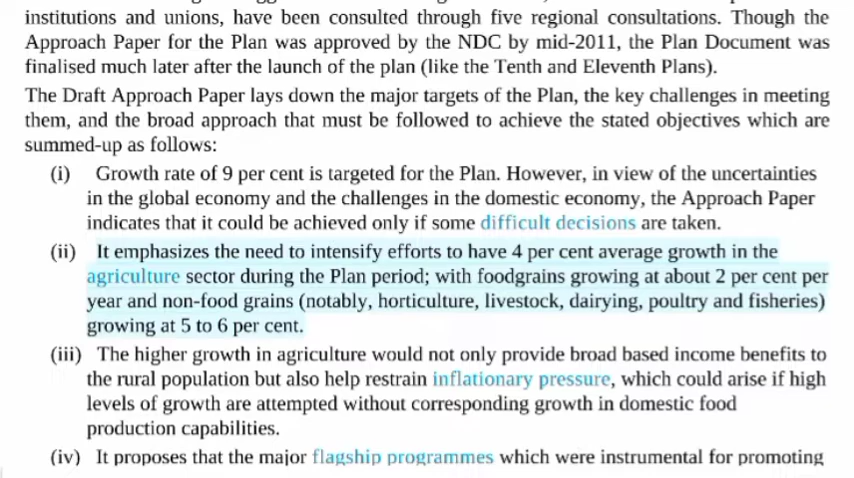 institutions and unions, have been consulted through five regional consultations. Though the
Approach Paper for the Plan was approved by the NDC by mid-2011, the Plan Document was
finalised much later after the launch of the plan (like the Tenth and Eleventh Plans).
The Draft Approach Paper lays down the major targets of the Plan, the key challenges in meeting
them, and the broad approach that must be followed to achieve the stated objectives which are
summed-up as follows:
(i) Growth rate of 9 per cent is targeted for the Plan. However, in view of the uncertainties
in the global economy and the challenges in the domestic economy, the Approach Paper
indicates that it could be achieved only if some difficult decisions are taken.
(ii) It emphasizes the need to intensify efforts to have 4 per cent average growth in the
agriculture sector during the Plan period; with foodgrains growing at about 2 per cent per
year and non-food grains (notably, horticulture, livestock, dairying, poultry and fisheries)
growing at 5 to 6 per cent.
(iii) The higher growth in agriculture would not only provide broad based income benefits to
the rural population but also help restrain inflationary pressure, which could arise if high
levels of growth are attempted without corresponding growth in domestic food
production capabilities.
(iv) It proposes that the major flagship programmes which were instrumental for promoting